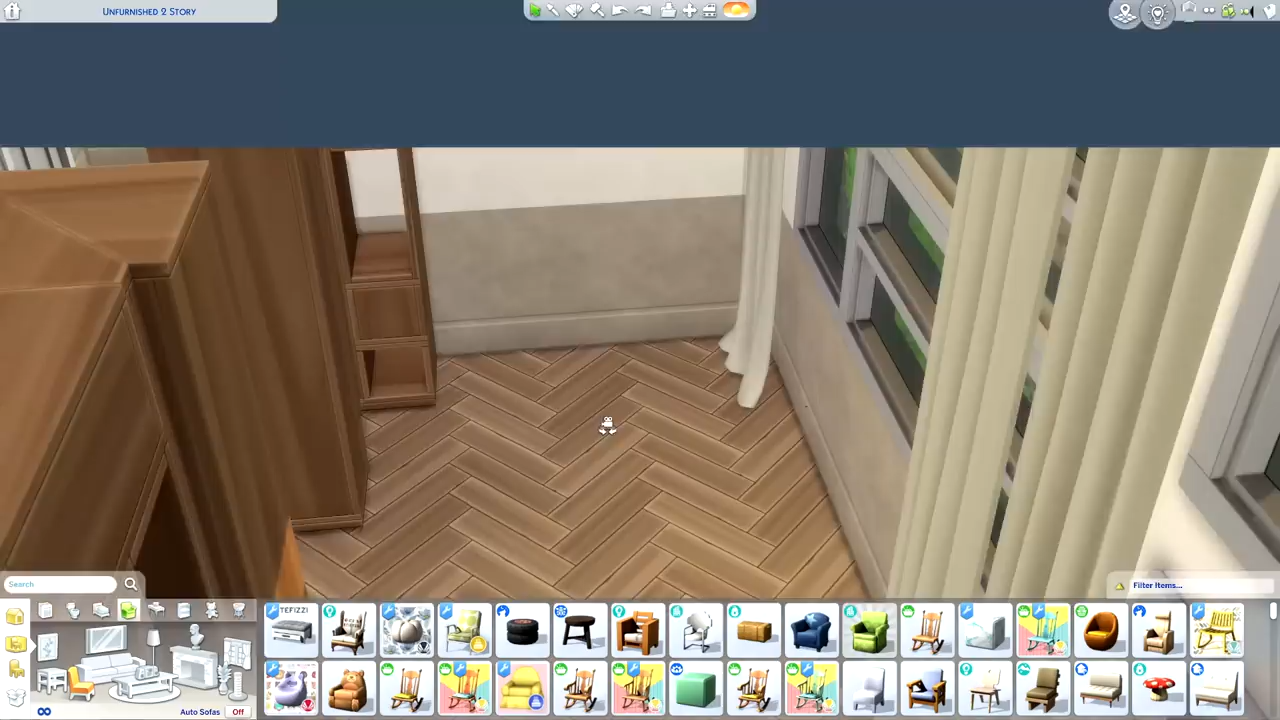 Unfurnished 2 Story
Search
Filter Items...
TEFIZZI
Auto Sofas
Off